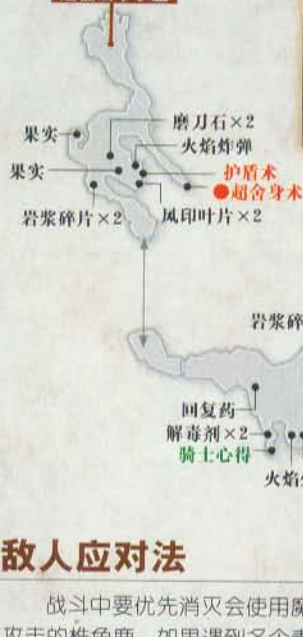 磨刀石×2
果实
火焰炸弹
果实
护盾术
●超舍身术
岩浆碎片×2
风印叶片×2
岩浆碎
回复药
解毒剂×2
骑士心得
火焰
敌人应对法
战斗中要优先消灭会使用魔